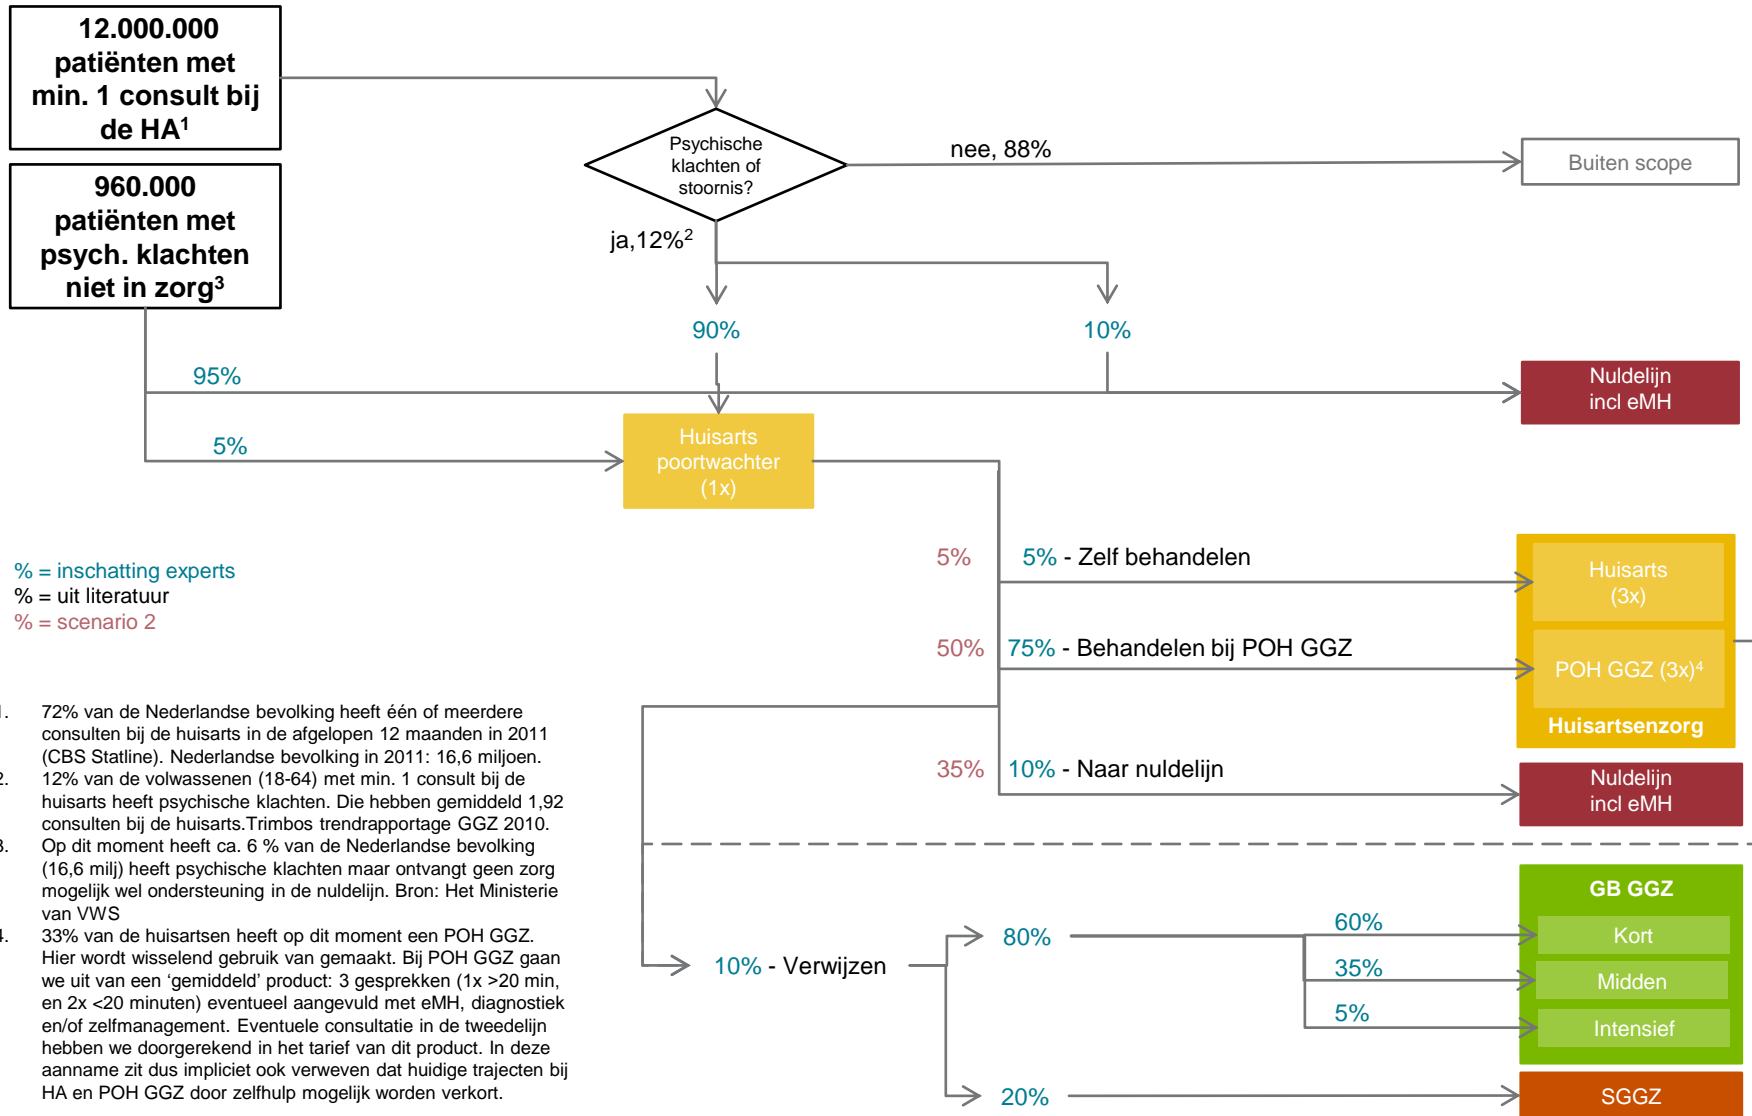 12.000.000
patiënten met
min. 1 consult bij
de HA1
960.000
patiënten met
psych. klachten
niet in zorg3
Psychische
klachten of
stoornis?
nee, 88%
Buiten scope
ja,12%2
90%
10%
95%
Nuldelijn
incl eMH
5%
Huisarts
poortwachter
(1x)
% = inschatting experts
% = uit literatuur
% = scenario 2
5%
5% - Zelf behandelen
Huisarts
(3x)
50%
75% - Behandelen bij POH GGZ
POH GGZ (3x)4
Huisartsenzorg
35%
10% - Naar nuldelijn
Nuldelijn
incl eMH
1. 72% van de Nederlandse bevolking heeft één of meerdere
consulten bij de huisarts in de afgelopen 12 maanden in 2011
(CBS Statline). Nederlandse bevolking in 2011: 16,6 miljoen.
2. 12% van de volwassenen (18-64) met min. 1 consult bij de
huisarts heeft psychische klachten. Die hebben gemiddeld 1,92
consulten bij de huisarts.Trimbos trendrapportage GGZ 2010.
3. Op dit moment heeft ca. 6 % van de Nederlandse bevolking
(16,6 milj) heeft psychische klachten maar ontvangt geen zorg
mogelijk wel ondersteuning in de nuldelijn. Bron: Het Ministerie
van VWS
4. 33% van de huisartsen heeft op dit moment een POH GGZ.
Hier wordt wisselend gebruik van gemaakt. Bij POH GGZ gaan
we uit van een ‘gemiddeld’ product: 3 gesprekken (1x >20 min,
en 2x <20 minuten) eventueel aangevuld met eMH, diagnostiek
en/of zelfmanagement. Eventuele consultatie in de tweedelijn
hebben we doorgerekend in het tarief van dit product. In deze
aanname zit dus impliciet ook verweven dat huidige trajecten bij
HA en POH GGZ door zelfhulp mogelijk worden verkort.
10% - Verwijzen
80%
GB GGZ
60%
Kort
35%
Midden
5%
Intensief
20%
SGGZ